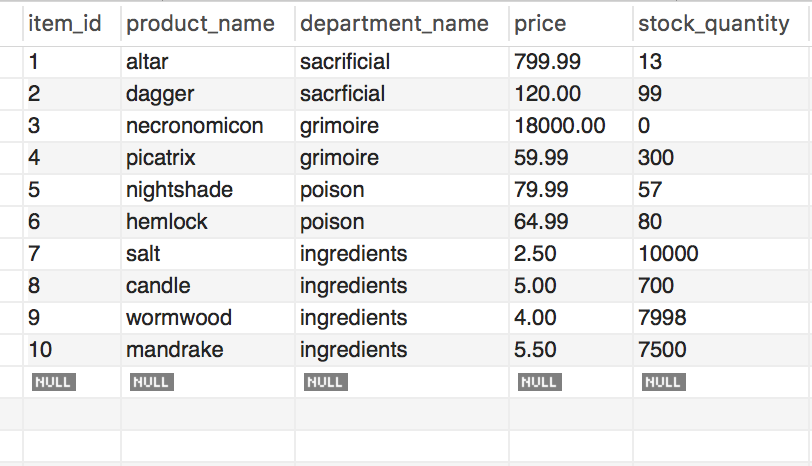 item_id product_name department_name price stock_quantity
1 altar sacrificial 799.99 13
2 dagger sacrficial 120.00 99
3 necronomicon grimoire 18000.00 0
4 picatrix grimoire 59.99 300
5 nightshade poison 79.99 57
6 hemlock poison 64.99 80
7 salt ingredients 2.50 10000
8 candle ingredients 5.00 700
9 wormwood ingredients 4.00 7998
10 mandrake ingredients 5.50 7500
NULL NULL NULL NULL NULL